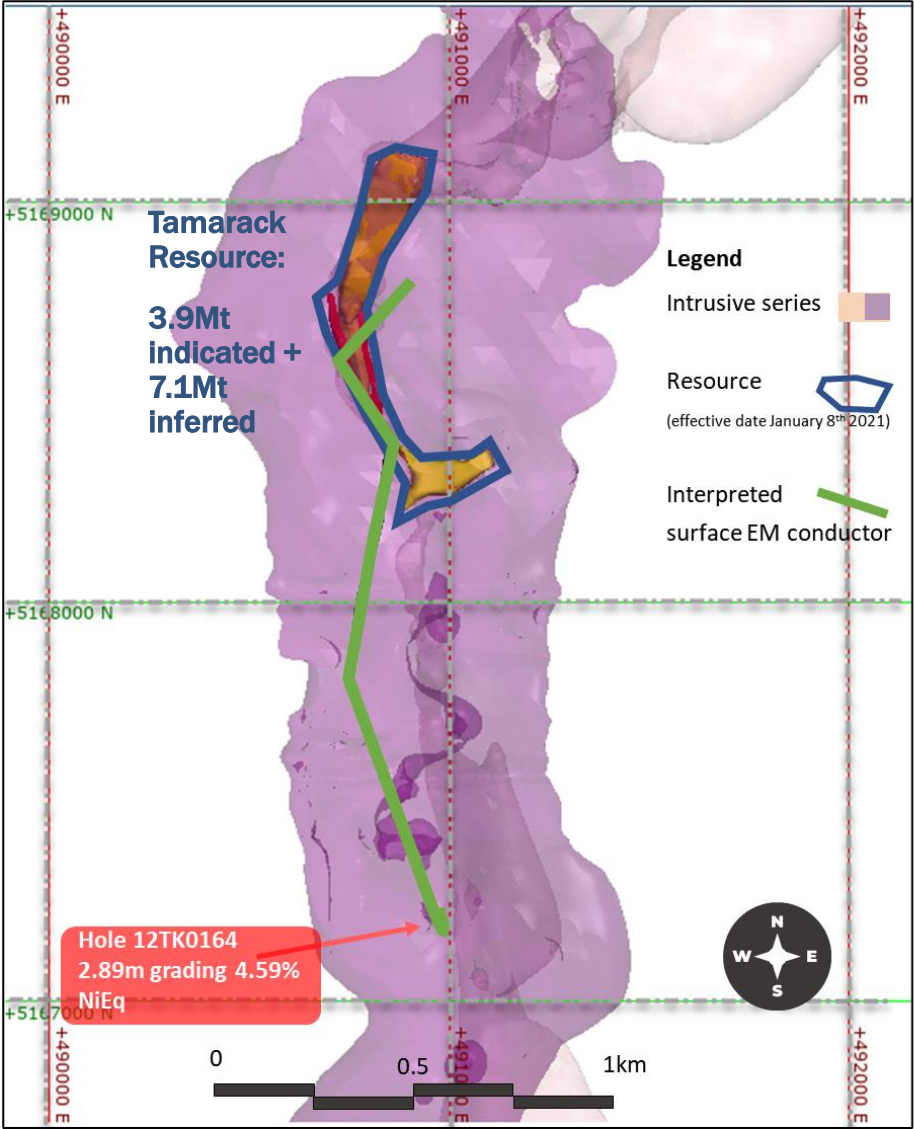 +490000 E
+491000 E
+492000 E
+5169000 N
Tamarack
Resource:
3.9Mt
indicated +
7.1Mt
inferred
Legend
Intrusive series
Resource
(effective date January 8th 2021)
Interpreted
surface EM conductor
+5168000 N
Hole 12TK0164
2.89m grading 4.59%
NiEq
N
W E
S
+5167000 N
+490000 E
+492000 E
0 0.5 1km